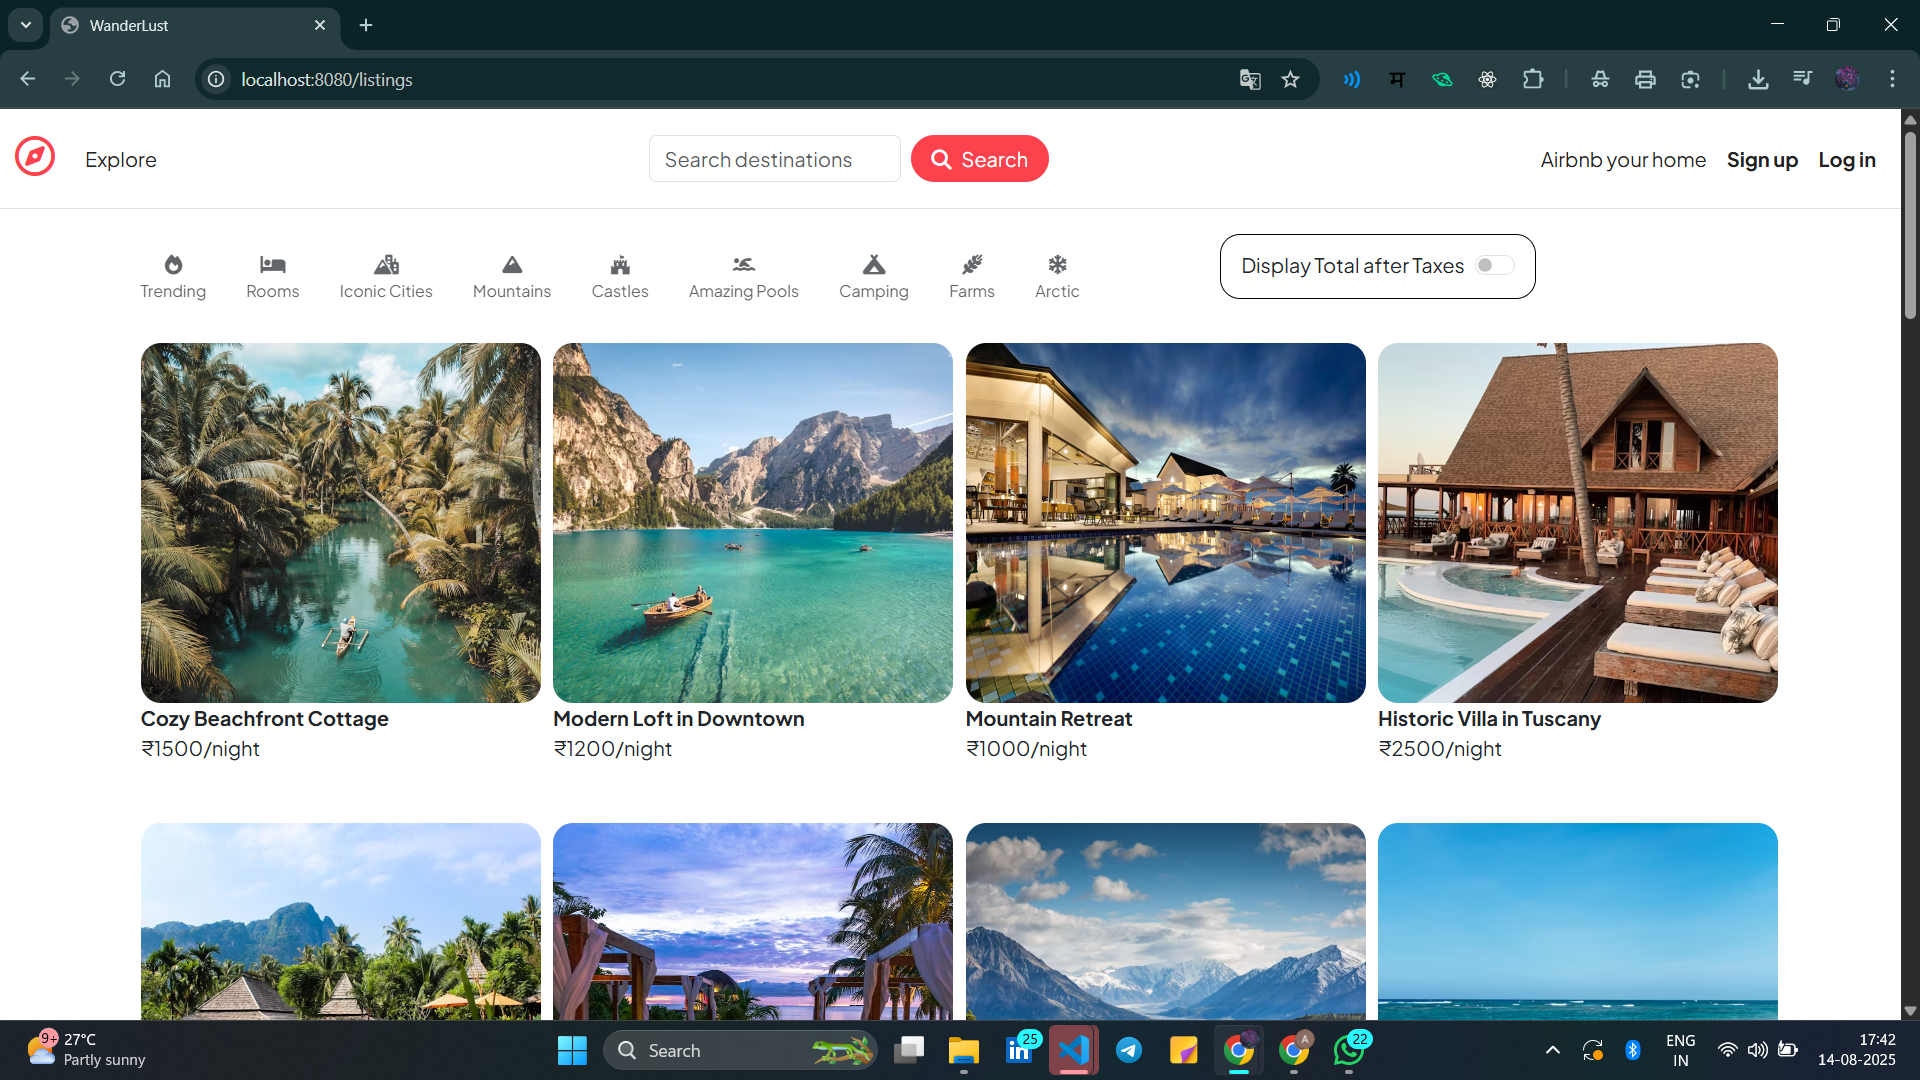 WanderLust
localhost:8080/listings
Explore
Search destinations
Search
Airbnb your home
Sign up
Log in
Trending
Rooms
Iconic Cities
Mountains
Castles
Amazing Pools
Camping
Farms
Arctic
Display Total after Taxes
Cozy Beachfront Cottage
₹1500/night
Modern Loft in Downtown
₹1200/night
Mountain Retreat
₹1000/night
Historic Villa in Tuscany
₹2500/night
9+
27°C
Partly sunny
Search
25
A
22
ENG
IN
17:42
14-08-2025